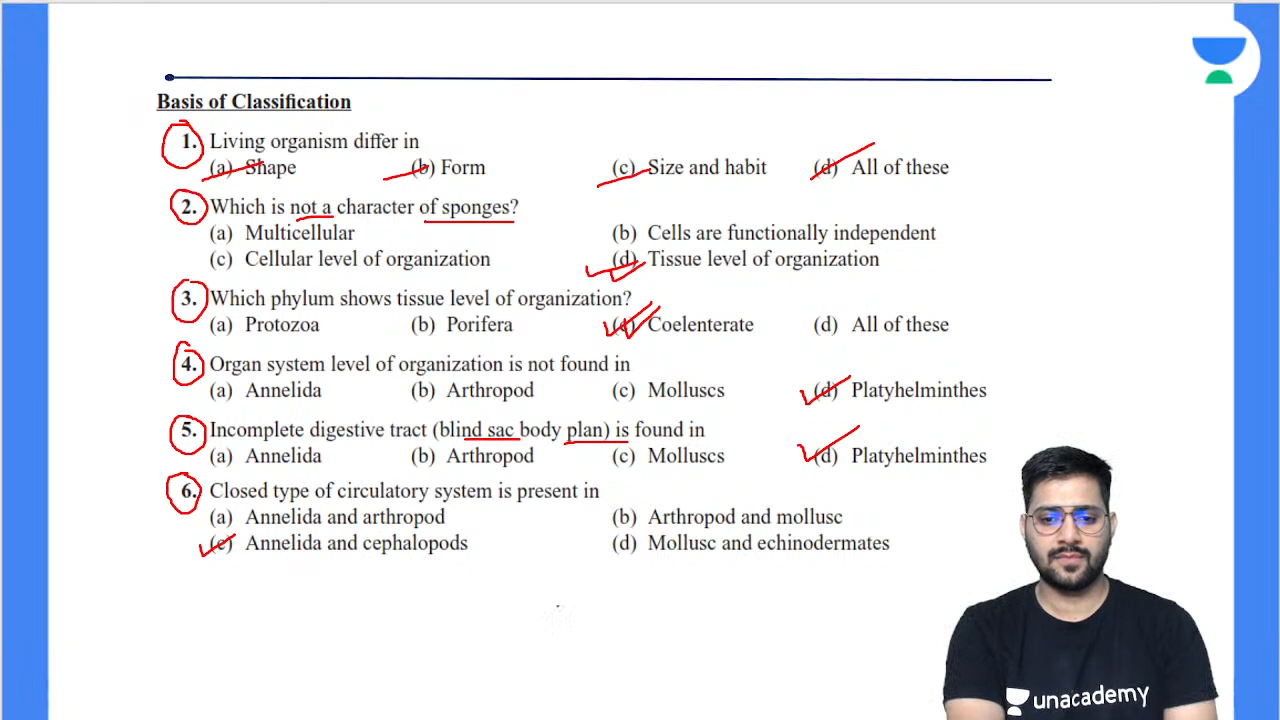 Basis of Classification
1. Living organism differ in
(a) Shape (b) Form (c) Size and habit (d) All of these
2. Which is not a character of sponges?
(a) Multicellular (b) Cells are functionally independent
(c) Cellular level of organization (d) Tissue level of organization
3. Which phylum shows tissue level of organization?
(a) Protozoa (b) Porifera (c) Coelenterate (d) All of these
4. Organ system level of organization is not found in
(a) Annelida (b) Arthropod (c) Molluscs (d) Platyhelminthes
5. Incomplete digestive tract (blind sac body plan) is found in
(a) Annelida (b) Arthropod (c) Molluscs (d) Platyhelminthes
6. Closed type of circulatory system is present in
(a) Annelida and arthropod (b) Arthropod and mollusc
(c) Annelida and cephalopods (d) Mollusc and echinodermates
unacademy